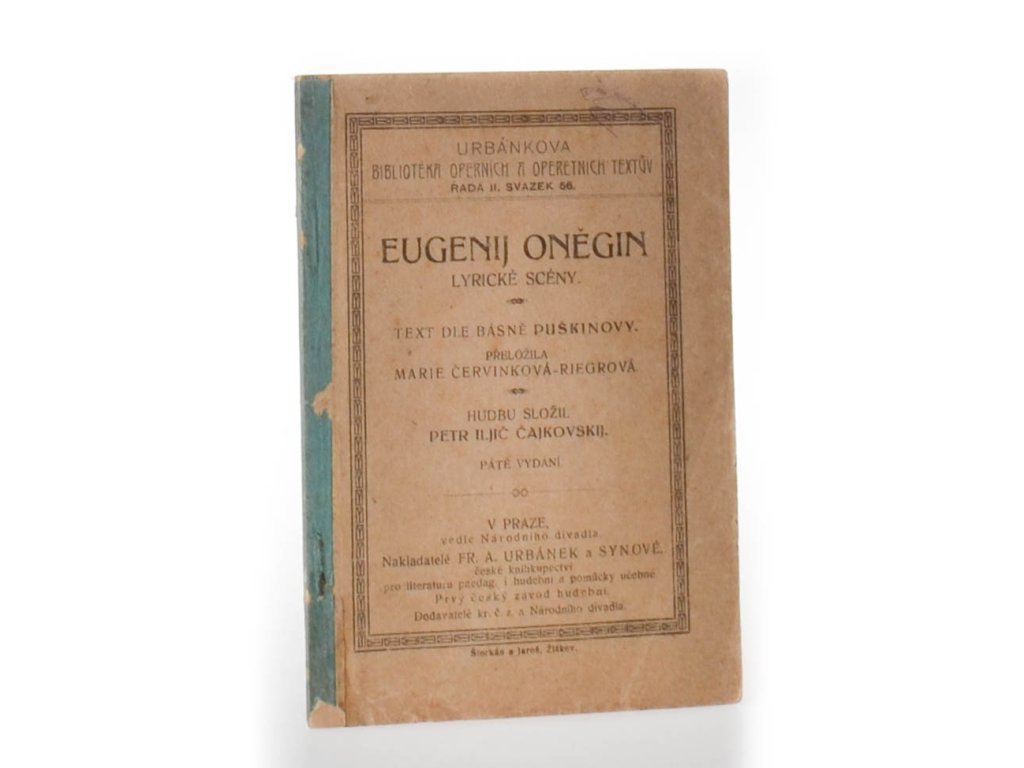 URBÁNKOVA
BIBLIOTÉKA OPERNÍCH A OPERETNÍCH TEXTŮV
ŘADA II. SVAZEK 56.
EUGENIJ ONĚGIN
LYRICKÉ SCÉNY.
TEXT DLE BÁSNĚ PUŠKINOVY.
PŘELOŽILA
MARIE ČERVINKOVÁ-RIEGROVÁ
HUDBU SLOŽIL
PETR ILJIČ ČAJKOVSKIJ.
PÁTÉ VYDÁNÍ
V PRAZE,
vedle Národního divadla.
Nakladatelé FR. A. URBÁNEK a SYNOVÉ.
české knihkupectví
pro literaturu paedag. i hudební a pomůcky učebné
Prvý český závod hudební.
Dodavatelé kr. č. z. a Národního divadla.
a Jaroš, Žižkov.